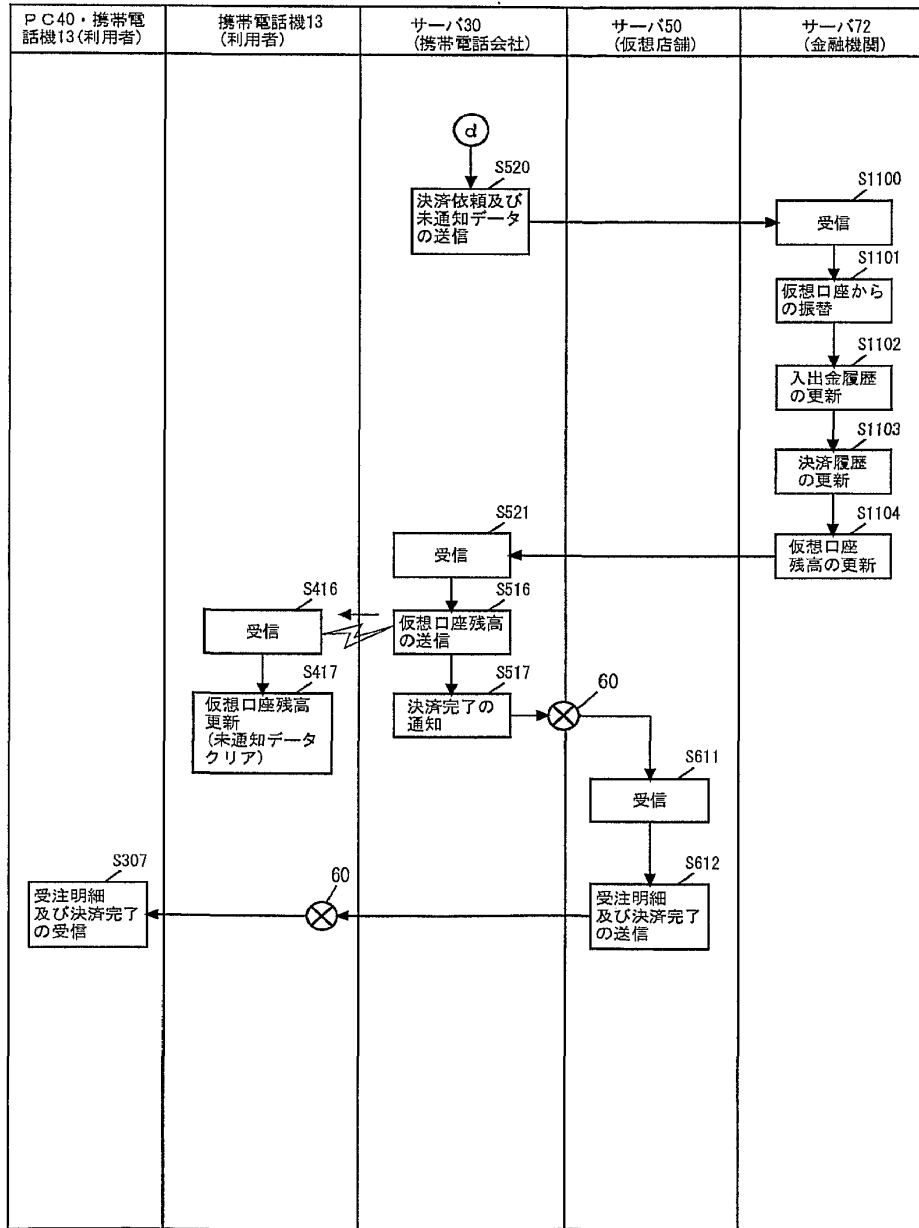 ＰＣ40・携帯電
話機13(利用者)
携帯電話機13
(利用者)
サーバ30
(携帯電話会社)
サーバ50
(仮想店舗)
サーバ72
(金融機関)
d
S520
決済依頼及び
未通知データ
の送信
S1100
受信
S1101
仮想口座から
の振替
S1102
入出金履歴
の更新
S1103
決済履歴
の更新
S1104
仮想口座
残高の更新
S521
受信
S416
受信
S516
仮想口座残高
の送信
S417
仮想口座残高
更新
(未通知データ
クリア)
S517
決済完了の
通知
60
S611
受信
S307
受注明細
及び決済完了
の受信
60
S612
受注明細
及び決済完了
の送信